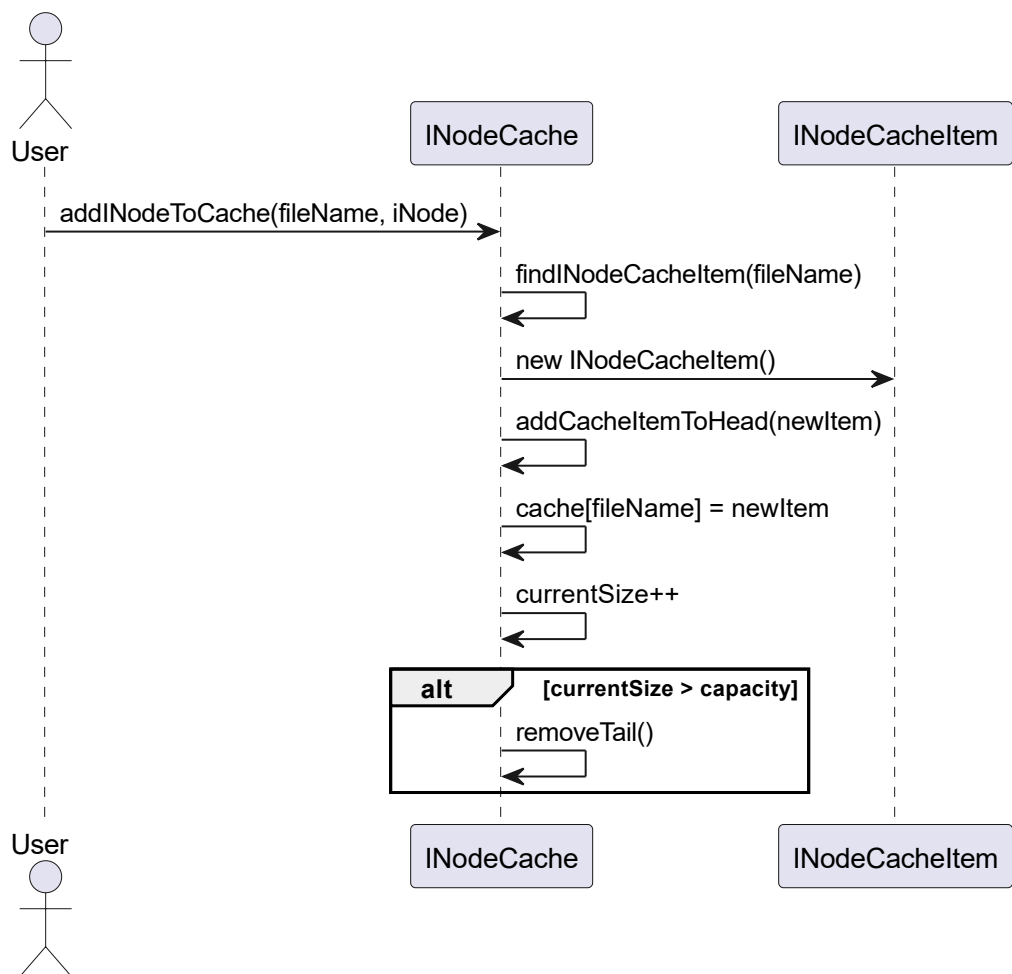 User
INodeCache
INodeCacheItem
addINodeToCache(fileName, iNode)
findINodeCacheItem(fileName)
new INodeCacheItem()
addCacheItemToHead(newItem)
cache[fileName] = newItem
currentSize++
alt [currentSize > capacity]
removeTail()
User
INodeCache
INodeCacheItem